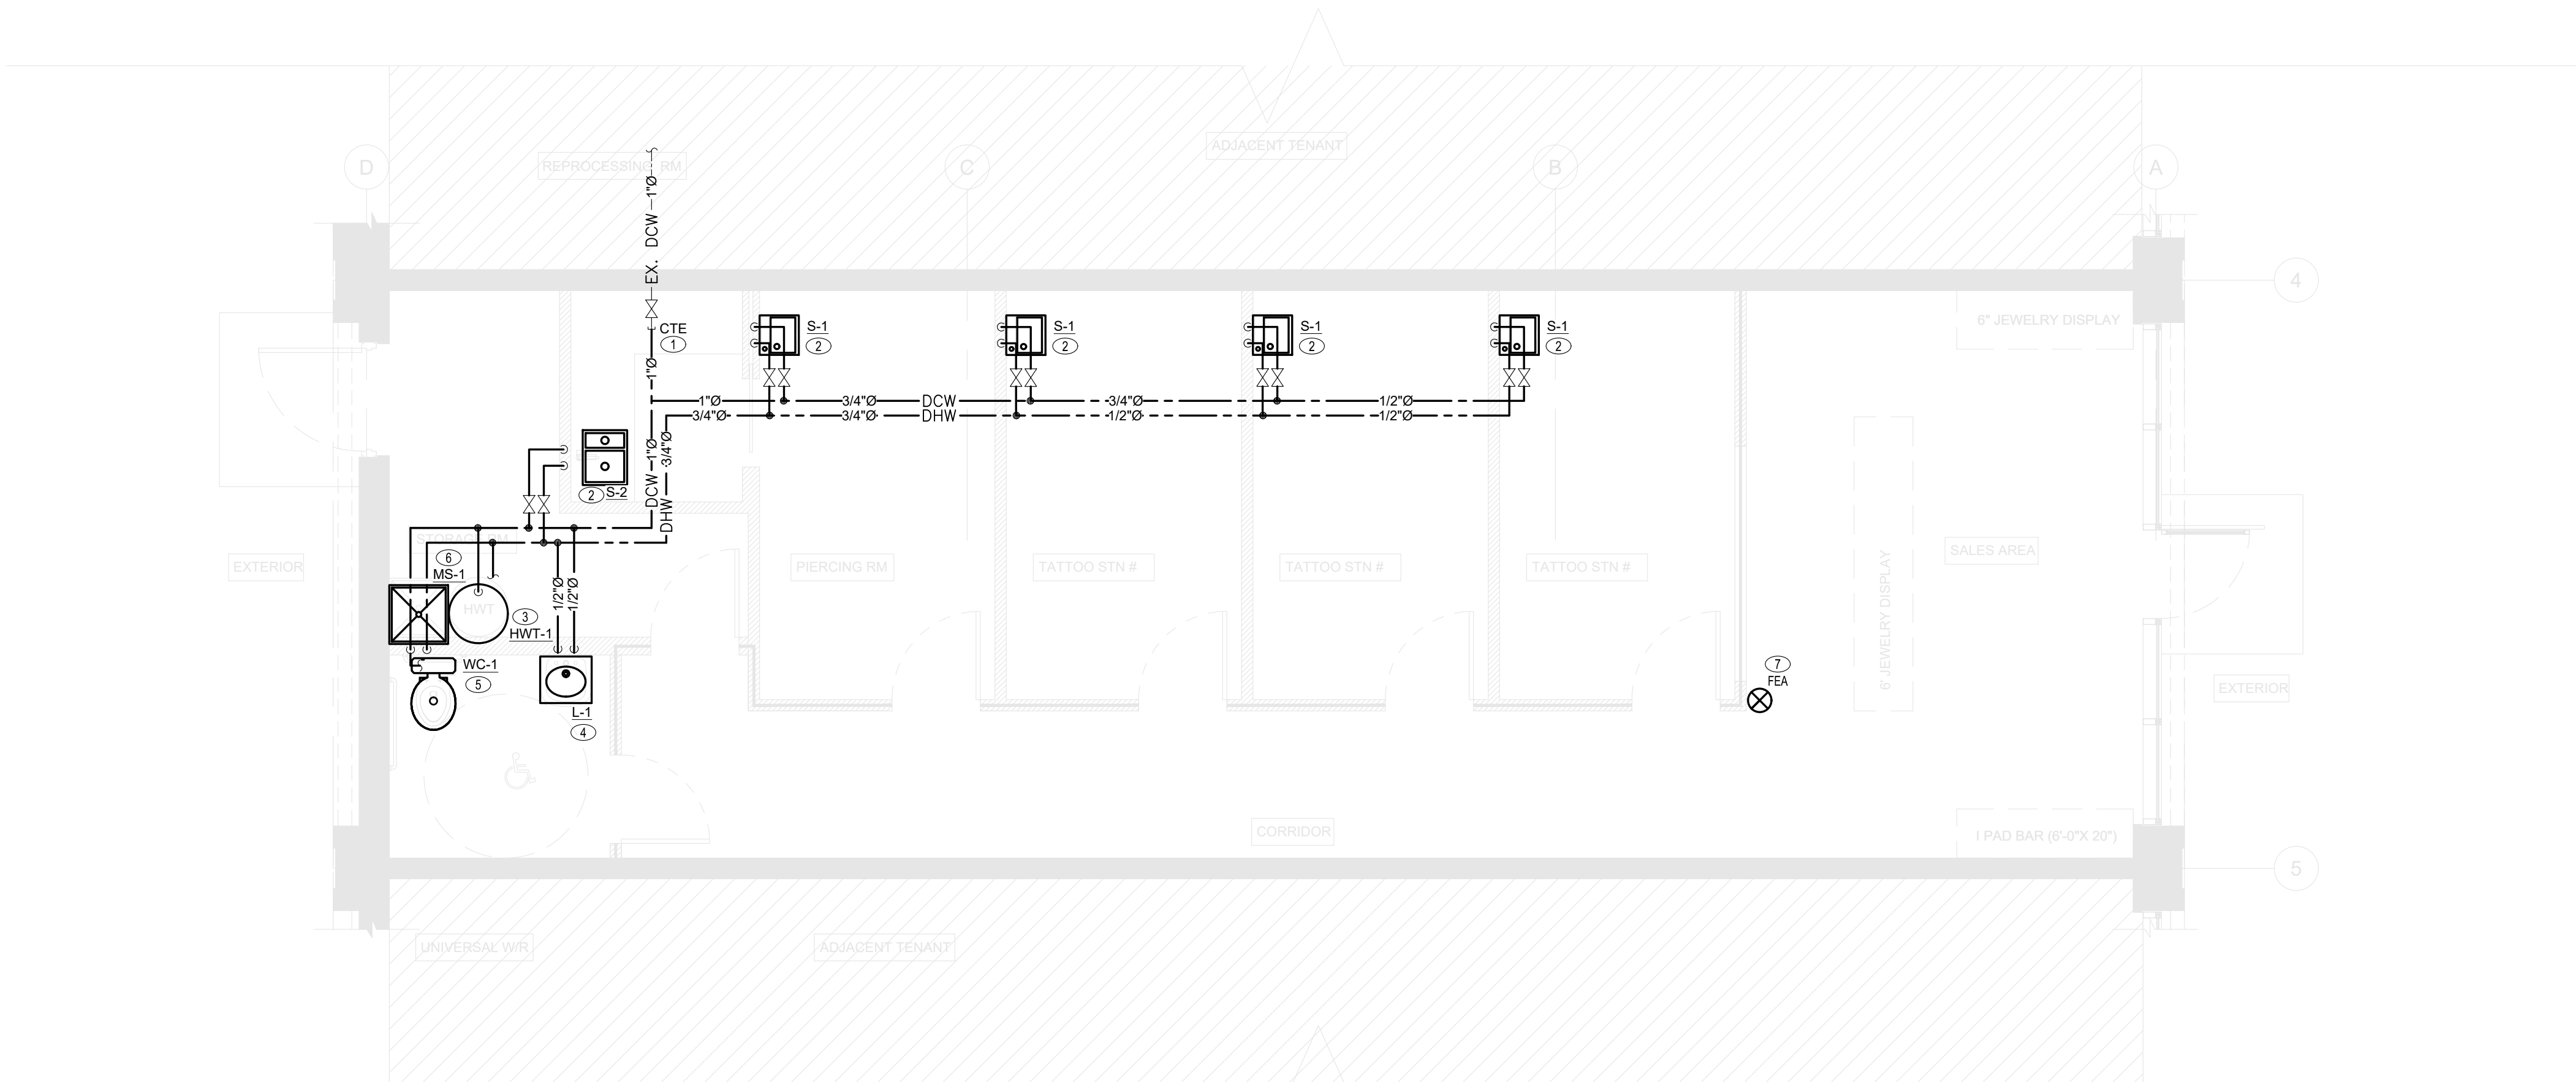 ADJACENT TENANT
D
REPROCESSING RM
C
B
A
1"Ø
DCW
EX.
4
6" JEWELRY DISPLAY
CTE
1
S-1
2
S-1
2
S-1
2
S-1
2
1"Ø
1"Ø
3/4"Ø
DCW
3/4"Ø
1/2"Ø
3/4"Ø
3/4"Ø
DHW
1/2"Ø
1/2"Ø
1"Ø
3/4"Ø
DCW
DHW
2
S-2
STORAGE RM
EXTERIOR
6
MS-1
HWT
3
HWT-1
1/2"Ø
1/2"Ø
PIERCING RM
TATTOO STN #
TATTOO STN #
TATTOO STN #
SALES AREA
6' JEWELRY DISPLAY
WC-1
5
L-1
4
7
FEA
EXTERIOR
CORRIDOR
I PAD BAR (6'-0"X 20")
5
UNIVERSAL W/R
ADJACENT TENANT